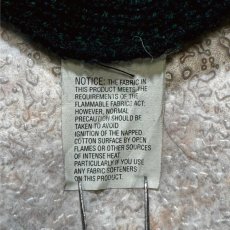 NOTICE: THE FABRIC IN
THIS PRODUCT MEETS THE
REQUIREMENTS OF THE
FLAMMABLE FABRICS ACT.
HOWEVER, NORMAL
PRECAUTION SHOULD BE
TAKEN TO AVOID
IGNITION OF THE NAPPED
COTTON SURFACE BY OPEN
FLAMES OR OTHER SOURCES
OF INTENSE HEAT,
PARTICULARLY IF YOU USE
ANY FABRIC SOFTENERS
ON THIS PRODUCT.